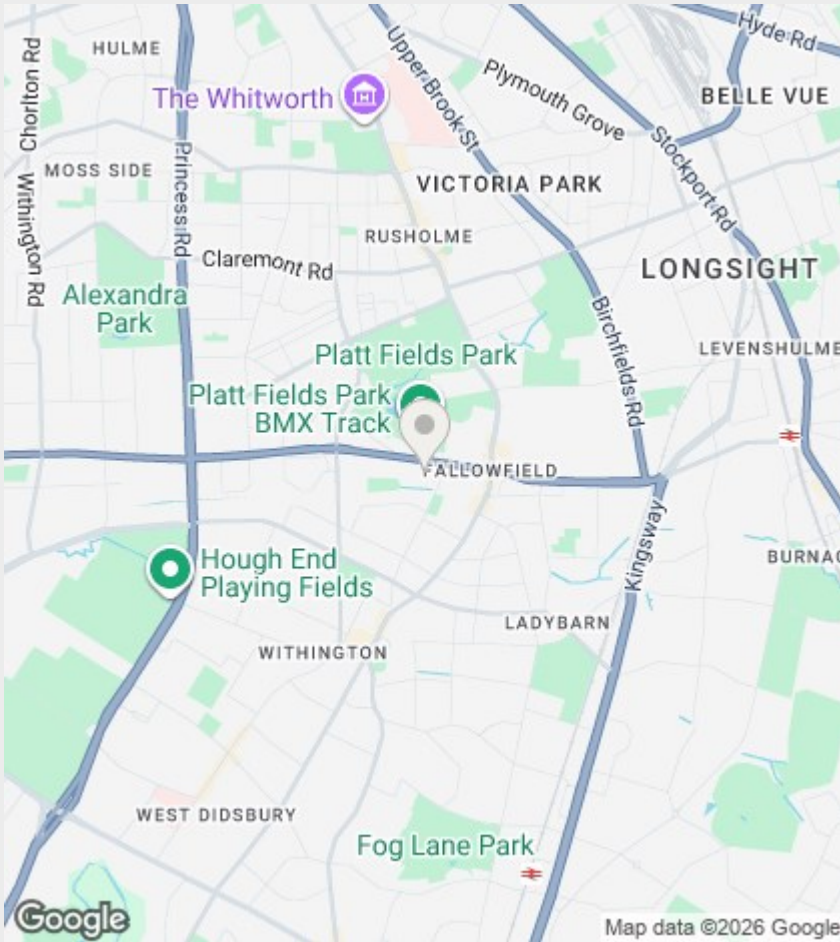 HULME
Hyde Rd
Chorlton Rd
Upper Brook St
The Whitworth
Plymouth Grove
BELLE VUE
MOSS SIDE
Princess Rd
Stockport Rd
Withington Rd
VICTORIA PARK
RUSHOLME
Claremont Rd
LONGSIGHT
Alexandra
Park
Birchfields Rd
Platt Fields Park
LEVENSHULME
Platt Fields Park
BMX Track
FALLOWFIELD
Kingsway
Hough End
Playing Fields
BURNAG
LADYBARN
WITHINGTON
WEST DIDSBURY
Fog Lane Park
Google
Map data ©2026 Google